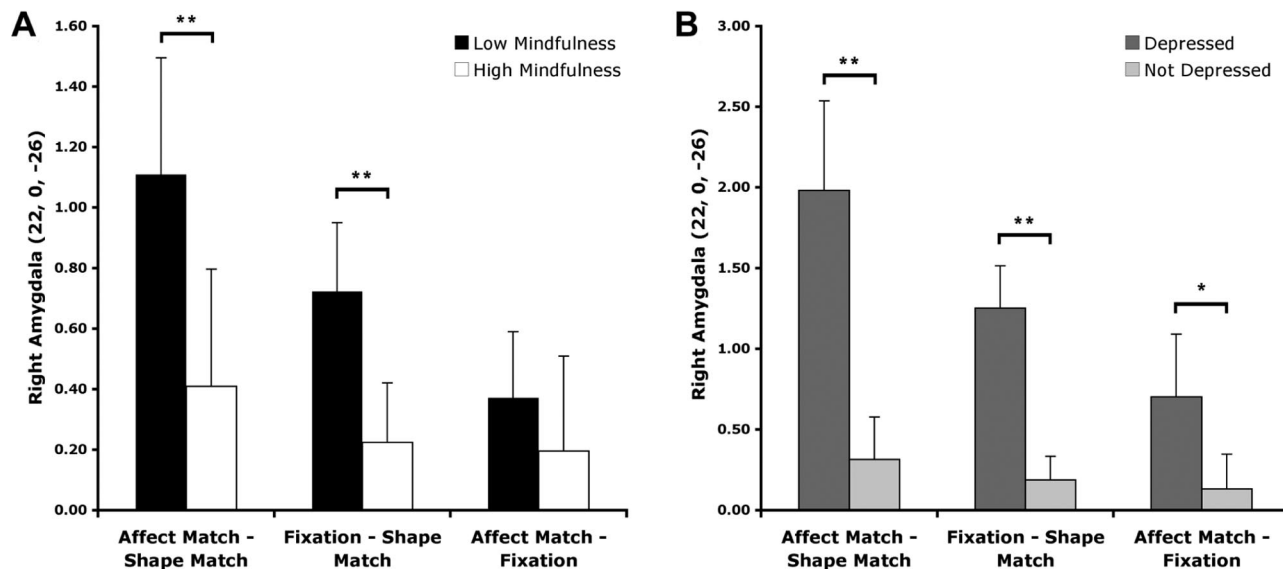 A
Right Amygdala (22, 0, -26)
1.60
1.40
1.20
1.00
0.80
0.60
0.40
0.20
0.00
**
**
Low Mindfulness
High Mindfulness
Affect Match -
Shape Match
Fixation - Shape
Match
Affect Match -
Fixation
B
Right Amygdala (22, 0, -26)
3.00
2.50
2.00
1.50
1.00
0.50
0.00
**
**
*
Depressed
Not Depressed
Affect Match -
Shape Match
Fixation - Shape
Match
Affect Match -
Fixation